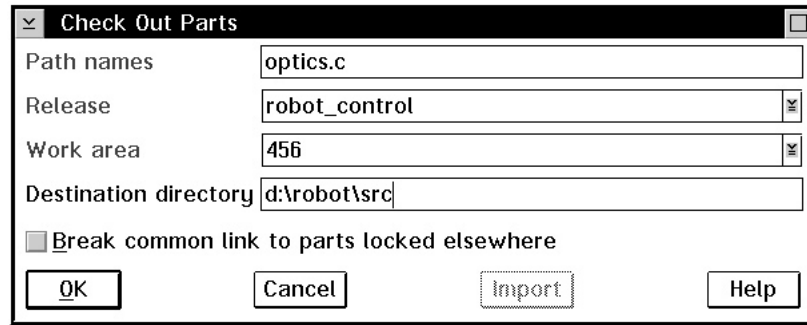 Check Out Parts
Path names optics.c
Release robot_control
Work area 456
Destination directory d:\robot\src
Break common link to parts locked elsewhere
OK Cancel Import Help